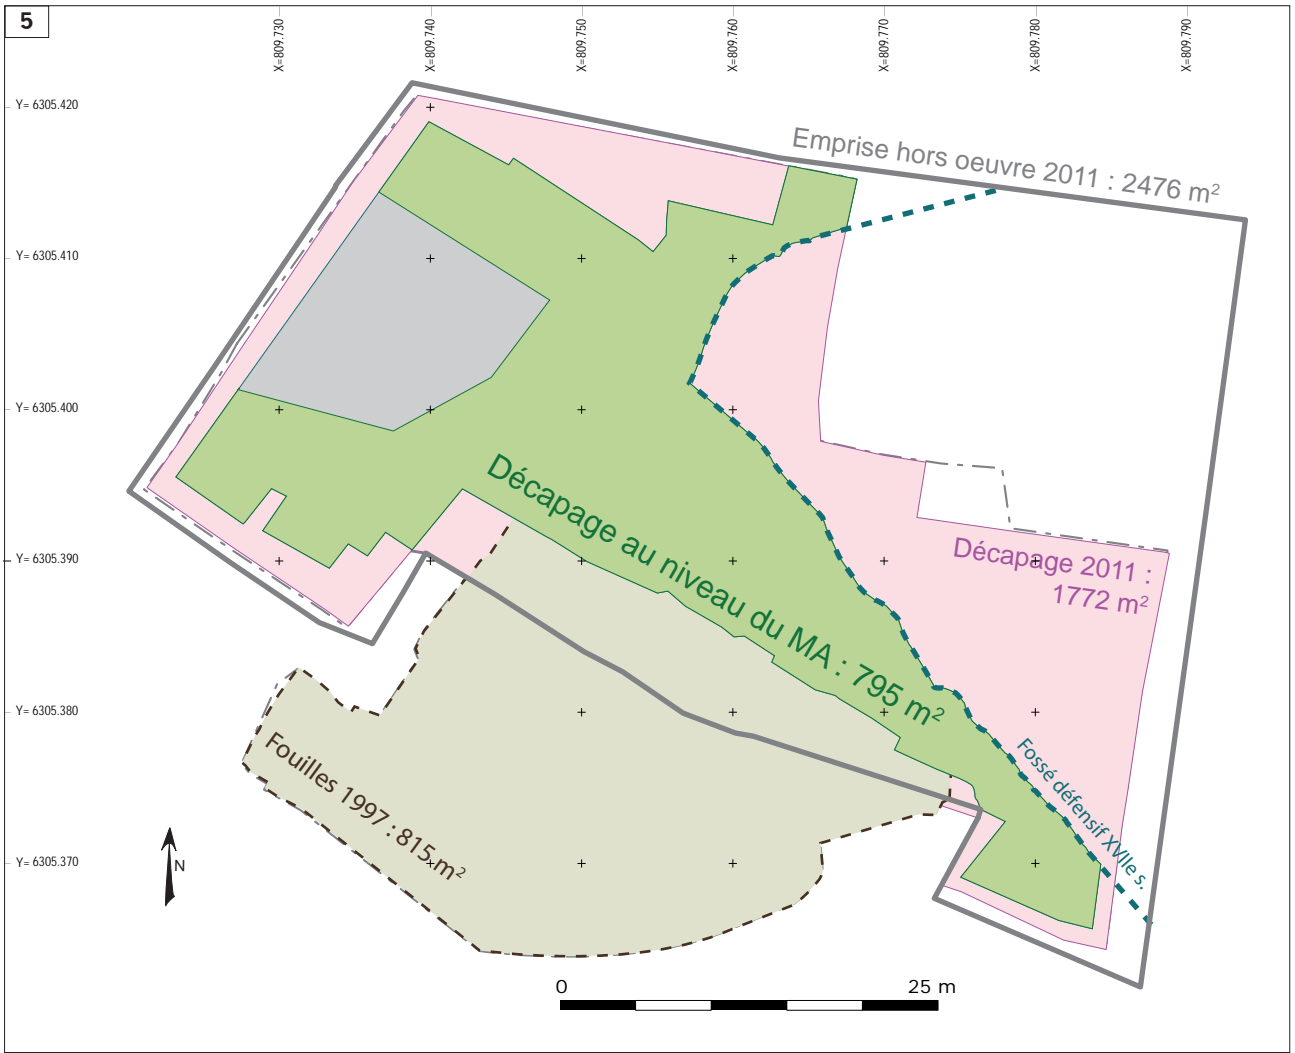 5
X=809.730
X=809.740
X=809.750
X=809.760
X=809.770
X=809.780
X=809.790
Y= 6305.420
Y= 6305.410
Y= 6305.400
Y= 6305.390
Y= 6305.380
Y= 6305.370
Emprise hors oeuvre 2011 : 2476 m²
Décapage au niveau du MA : 795 m²
Décapage 2011 :
1772 m²
Fossé défensif XVIIe s.
Fouilles 1997 : 815 m²
N
0
25 m